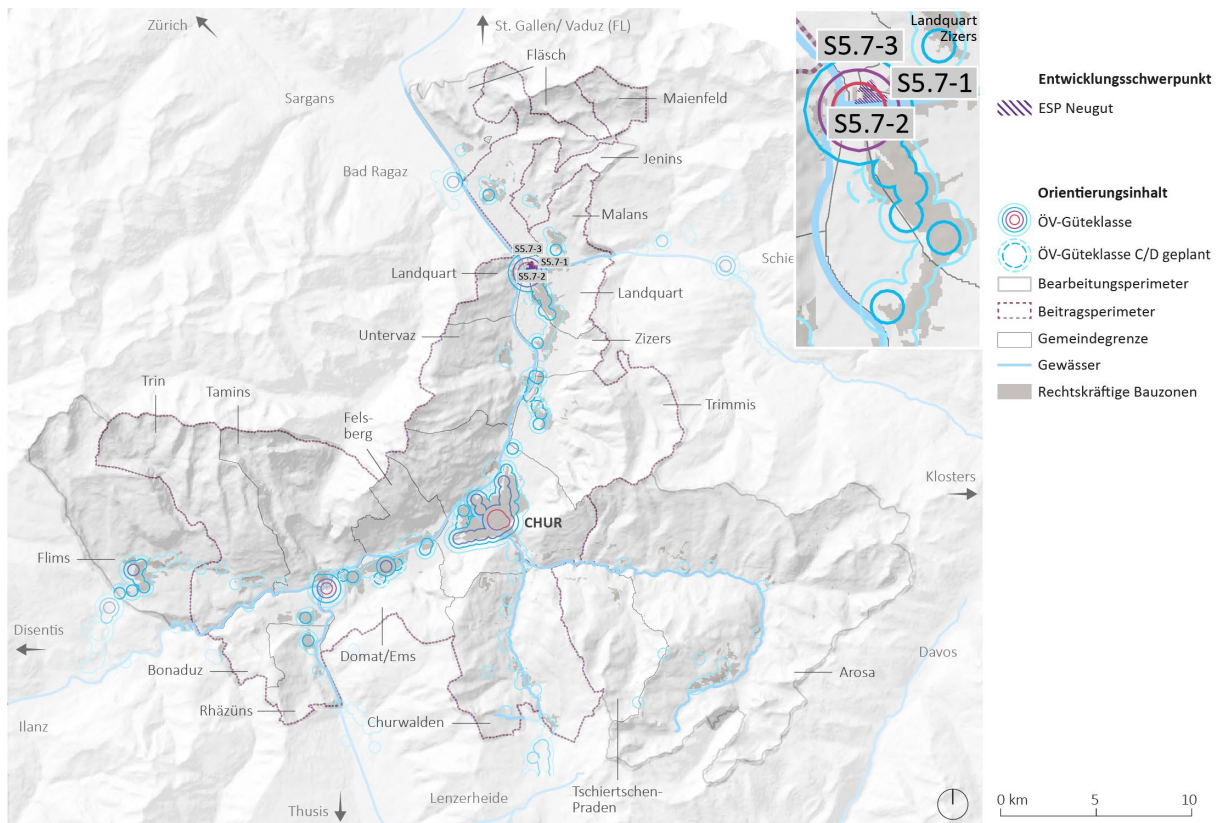 Zürich
St. Gallen/ Vaduz (FL)
Fläsch
Sargans
Maienfeld
Jenins
Bad Ragaz
Malans
S5.7-3
S5.7-1
S5.7-2
Landquart
Schie
Landquart
Untervaz
Zizers
Trin
Tamins
Fels-
berg
Trimmis
Klosters
CHUR
Flims
Disentis
Domat/Ems
Bonaduz
Davos
Arosa
Rhäzüns
Churwalden
Ilanz
Tschiertschen-
Praden
Thusis
Lenzerheide
Landquart
Zizers
S5.7-3
S5.7-1
S5.7-2
Entwicklungsschwerpunkt
ESP Neugut
Orientierungsinhalt
ÖV-Güteklasse
ÖV-Güteklasse C/D geplant
Bearbeitungsperimeter
Beitragsperimeter
Gemeindegrenze
Gewässer
Rechtskräftige Bauzonen
0 km 5 10